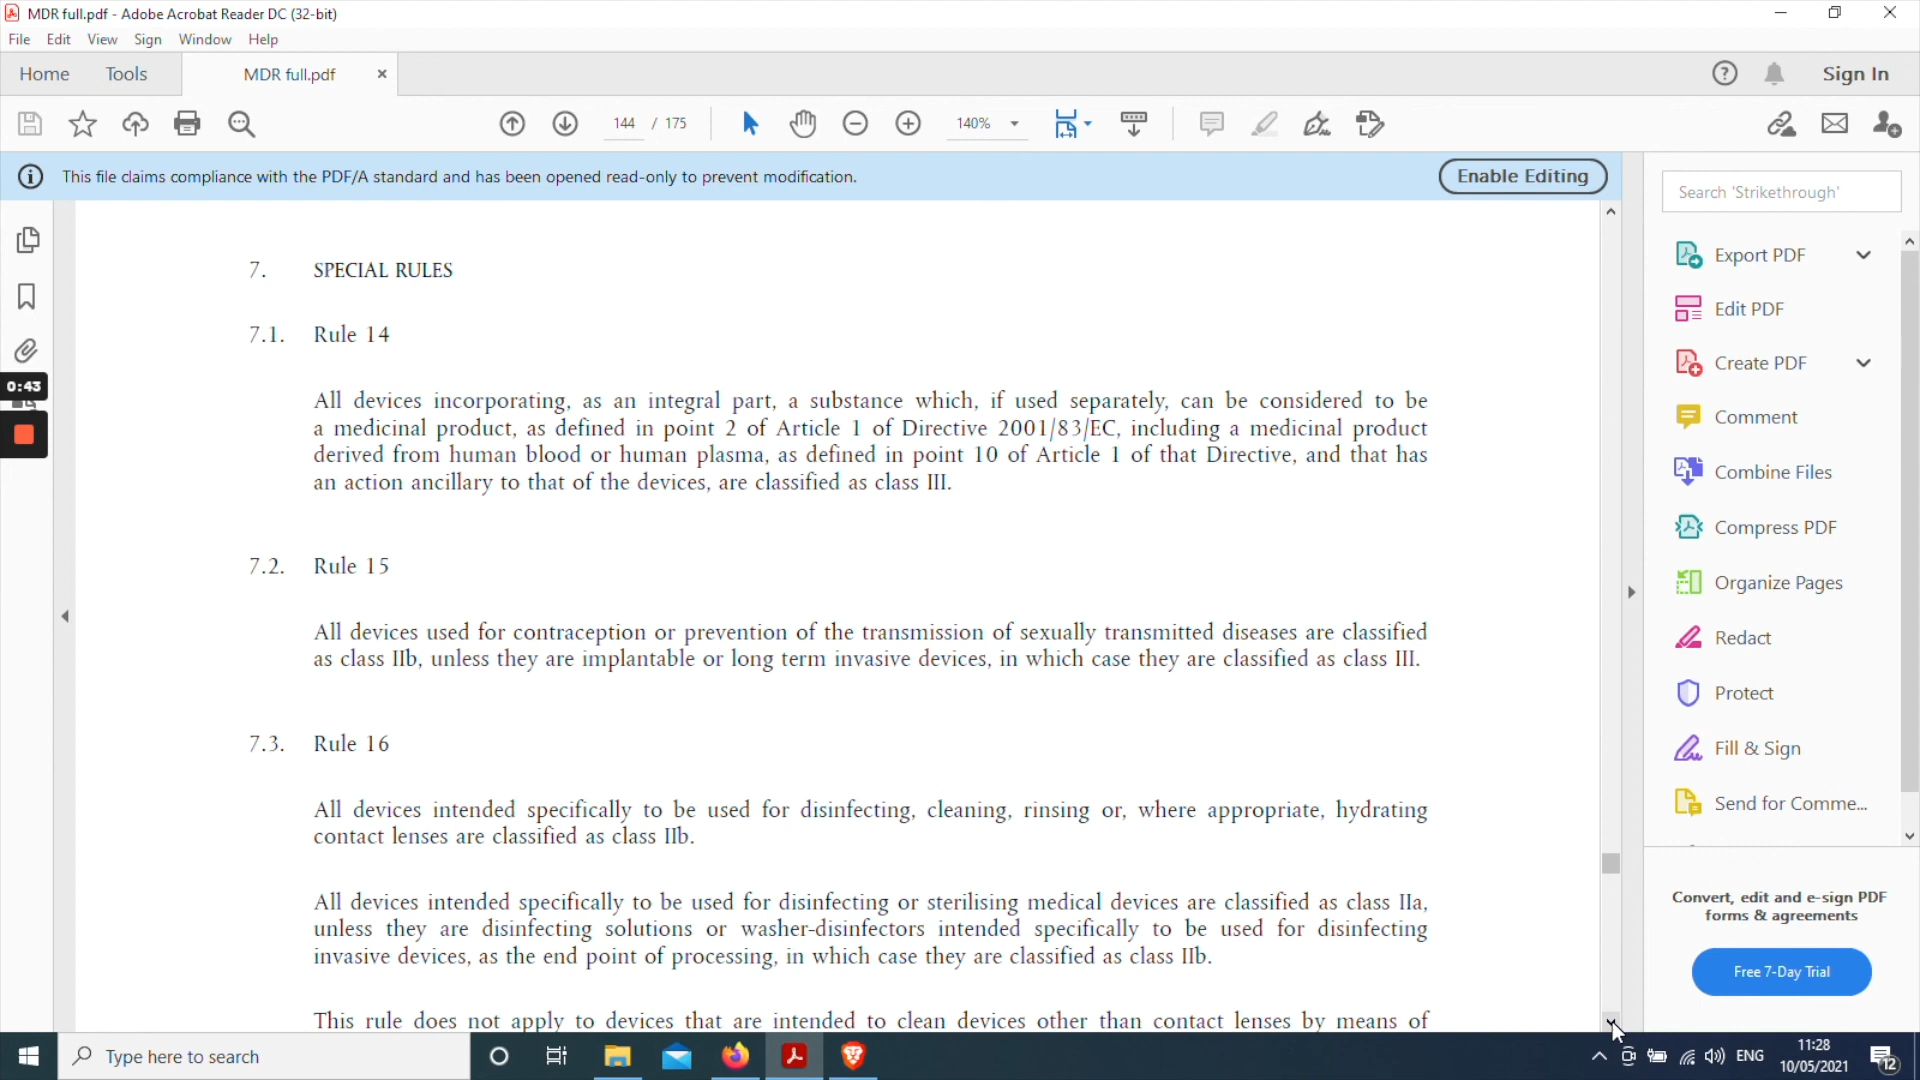 MDR full.pdf - Adobe Acrobat Reader DC (32-bit)
File Edit View Sign Window Help
Home Tools MDR full.pdf × Sign In
144 / 175 140%
This file claims compliance with the PDF/A standard and has been opened read-only to prevent modification. Enable Editing
Search 'Strikethrough'
7. SPECIAL RULES
7.1. Rule 14
All devices incorporating, as an integral part, a substance which, if used separately, can be considered to be
a medicinal product, as defined in point 2 of Article 1 of Directive 2001/83/EC, including a medicinal product
derived from human blood or human plasma, as defined in point 10 of Article 1 of that Directive, and that has
an action ancillary to that of the devices, are classified as class III.
7.2. Rule 15
All devices used for contraception or prevention of the transmission of sexually transmitted diseases are classified
as class IIb, unless they are implantable or long term invasive devices, in which case they are classified as class III.
7.3. Rule 16
All devices intended specifically to be used for disinfecting, cleaning, rinsing or, where appropriate, hydrating
contact lenses are classified as class IIb.
All devices intended specifically to be used for disinfecting or sterilising medical devices are classified as class IIa,
unless they are disinfecting solutions or washer-disinfectors intended specifically to be used for disinfecting
invasive devices, as the end point of processing, in which case they are classified as class IIb.
This rule does not apply to devices that are intended to clean devices other than contact lenses by means of
0:43
Export PDF
Edit PDF
Create PDF
Comment
Combine Files
Compress PDF
Organize Pages
Redact
Protect
Fill & Sign
Send for Comme...
Convert, edit and e-sign PDF
forms & agreements
Free 7-Day Trial
Type here to search
ENG
11:28
10/05/2021
12